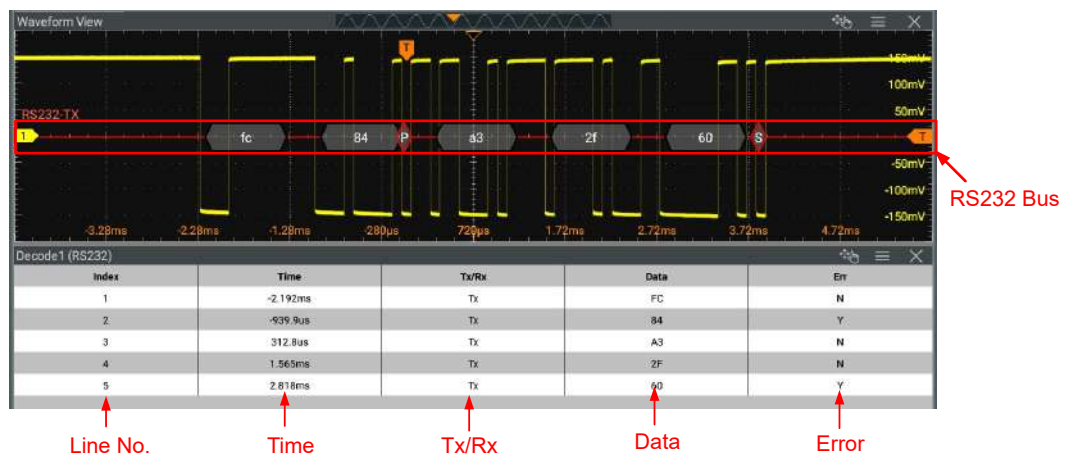 Waveform View
T
150mV
100mV
RS232-TX
50mV
1
fc
84
P
a3
2f
60
S
T
-50mV
RS232 Bus
-100mV
-150mV
-3.28ms -2.28ms -1.28ms -280μs 720μs 1.72ms 2.72ms 3.72ms 4.72ms
Decode1 (RS232)
Index Time Tx/Rx Data Err
1 -2.192ms Tx FC N
2 -939.9us Tx 84 Y
3 312.8us Tx A3 N
4 1.565ms Tx 2F N
5 2.818ms Tx 60 Y
Line No. Time Tx/Rx Data Error